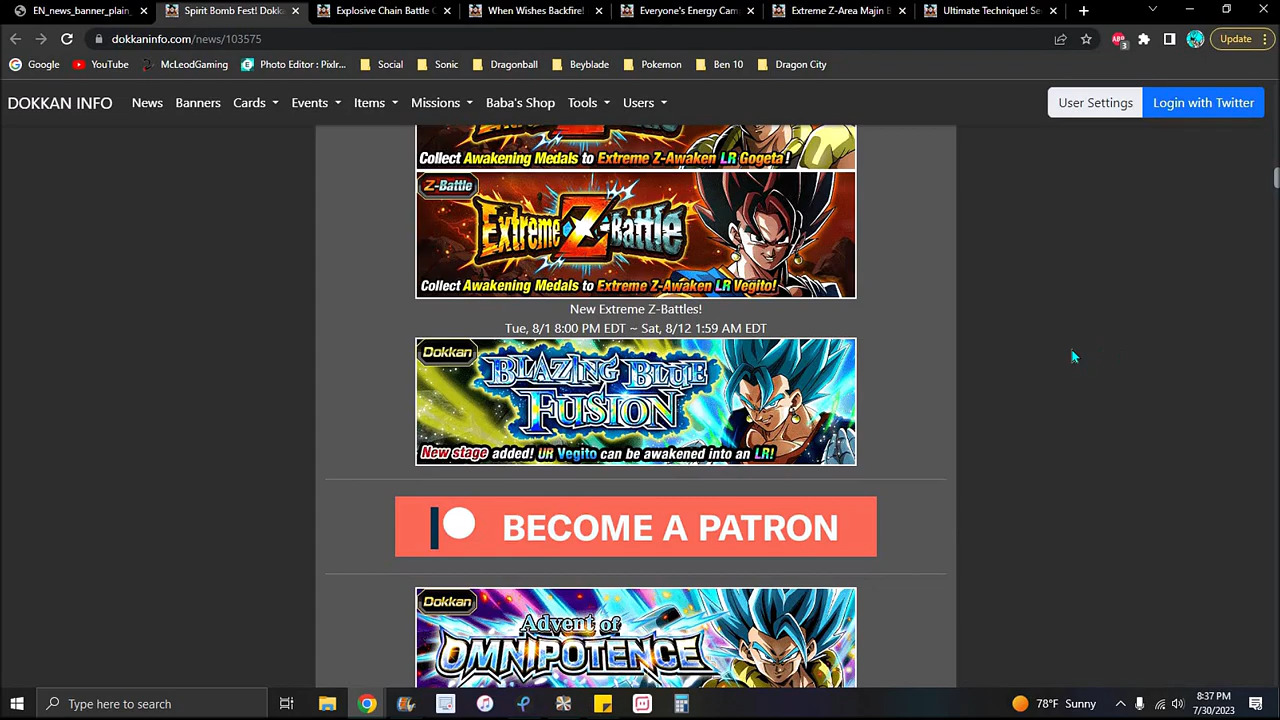 EN_news_banner_plain_
Spirit Bomb Fest! Dokk
Explosive Chain Battle
When Wishes Backfire!
Everyone's Energy Cam
Extreme Z-Area Majin B
Ultimate Technique! Se
dokkaninfo.com/news/103575
3
Update
Google
YouTube
McLeodGaming
Photo Editor : Pixlr...
Social
Sonic
Dragonball
Beyblade
Pokemon
Ben 10
Dragon City
DOKKAN INFO
News
Banners
Cards
Events
Items
Missions
Baba's Shop
Tools
Users
User Settings
Login with Twitter
Collect Awakening Medals to Extreme Z-Awaken LR Gogeta!
Z-Battle
Extreme Z-Battle
Collect Awakening Medals to Extreme Z-Awaken LR Vegito!
New Extreme Z-Battles!
Tue, 8/1 8:00 PM EDT ~ Sat, 8/12 1:59 AM EDT
Dokkan
BLAZING BLUE
FUSION
New stage added! UR Vegito can be awakened into an LR!
BECOME A PATRON
Dokkan
Advent of
OMNIPOTENCE
Type here to search
78°F Sunny
8:37 PM
7/30/2023